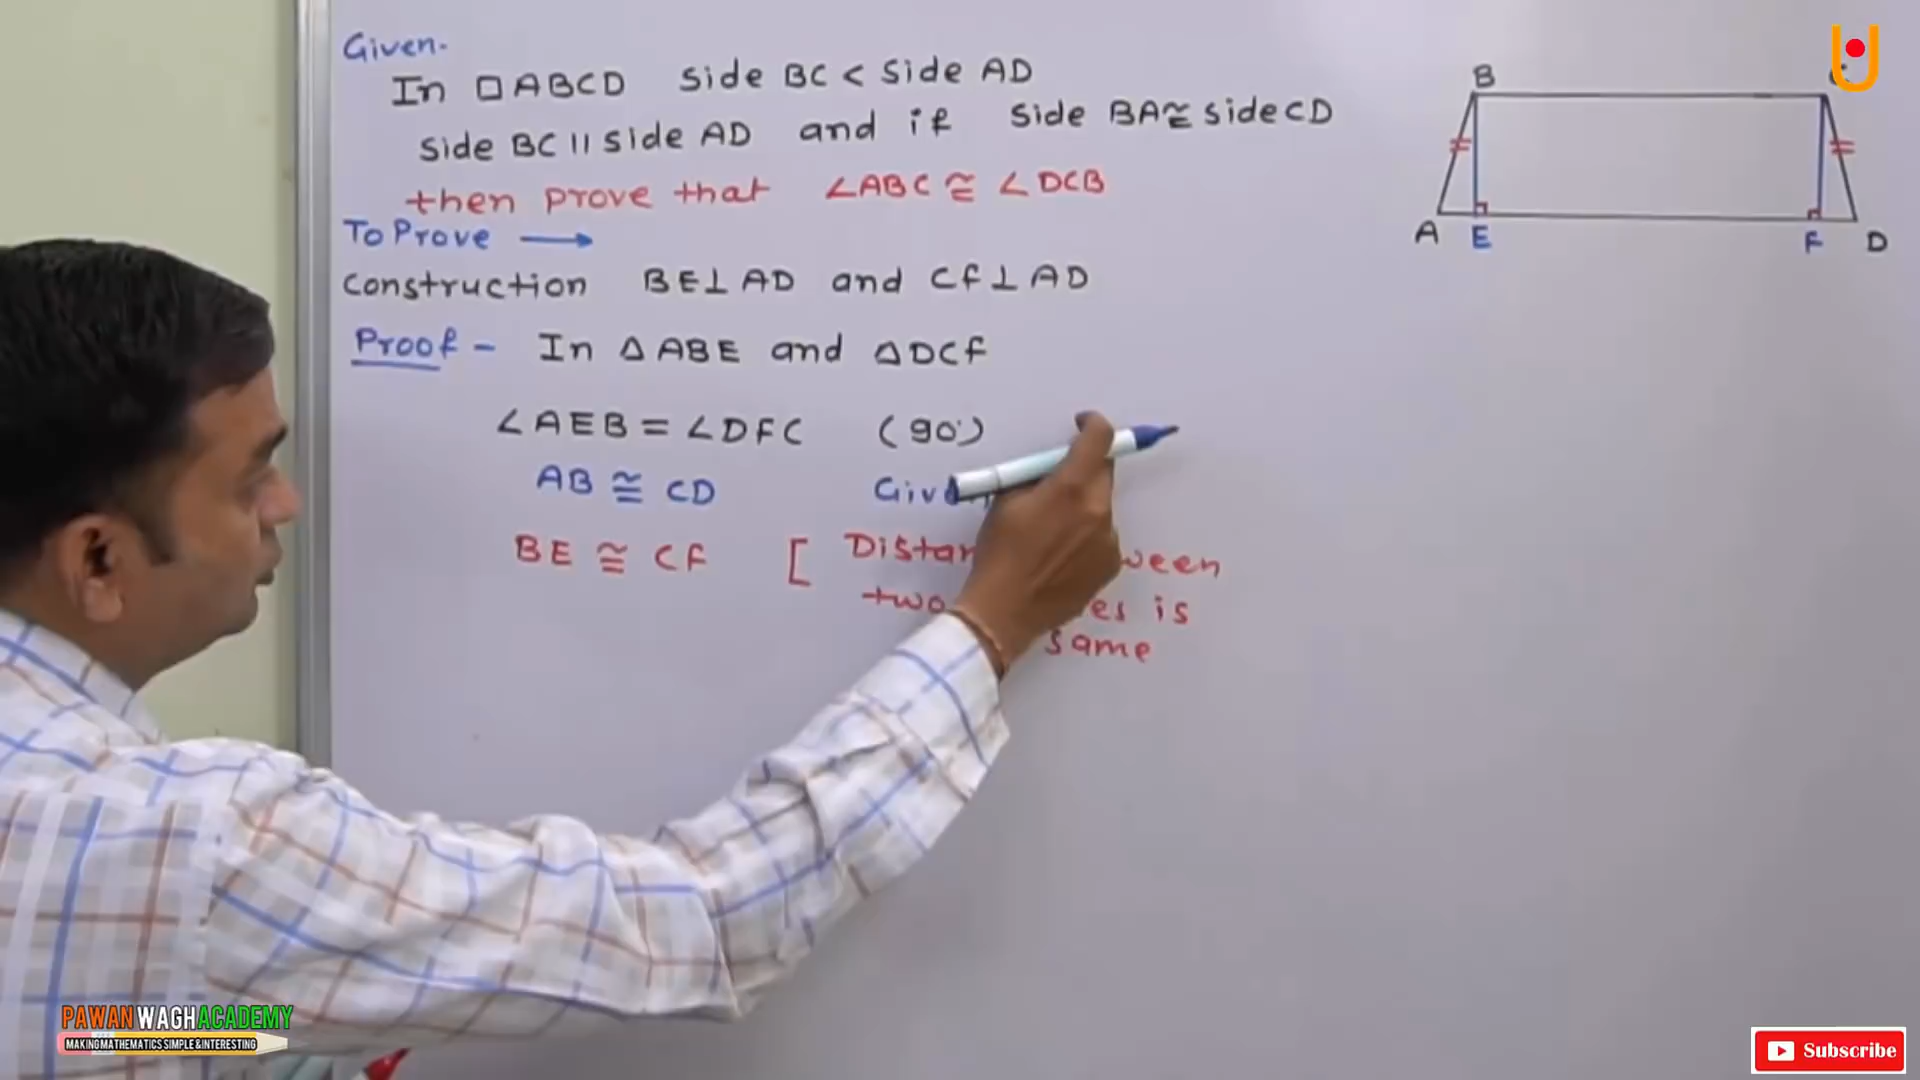 Given-
In □ABCD side BC < side AD
side BC || side AD and if side BA ≅ side CD
then prove that ∠ABC ≅ ∠DCB
To Prove ⟶
Construction BE⊥AD and CF⊥AD
Proof - In △ABE and △DCF
∠AEB = ∠DFC (90°)
AB ≅ CD
BE ≅ CF [
two is
same
B
A E F D
PAWAN WAGH ACADEMY
MAKING MATHEMATICS SIMPLE & INTERESTING
Subscribe